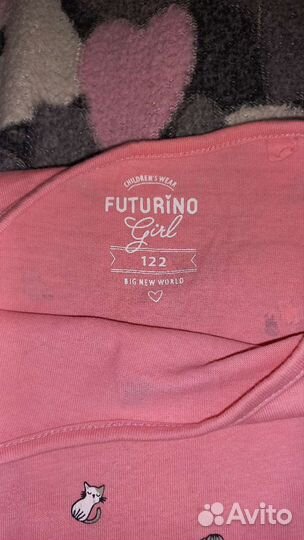 CHILDREN'S WEAR
FUTURINO
Girl
122
BIG NEW WORLD
Avito